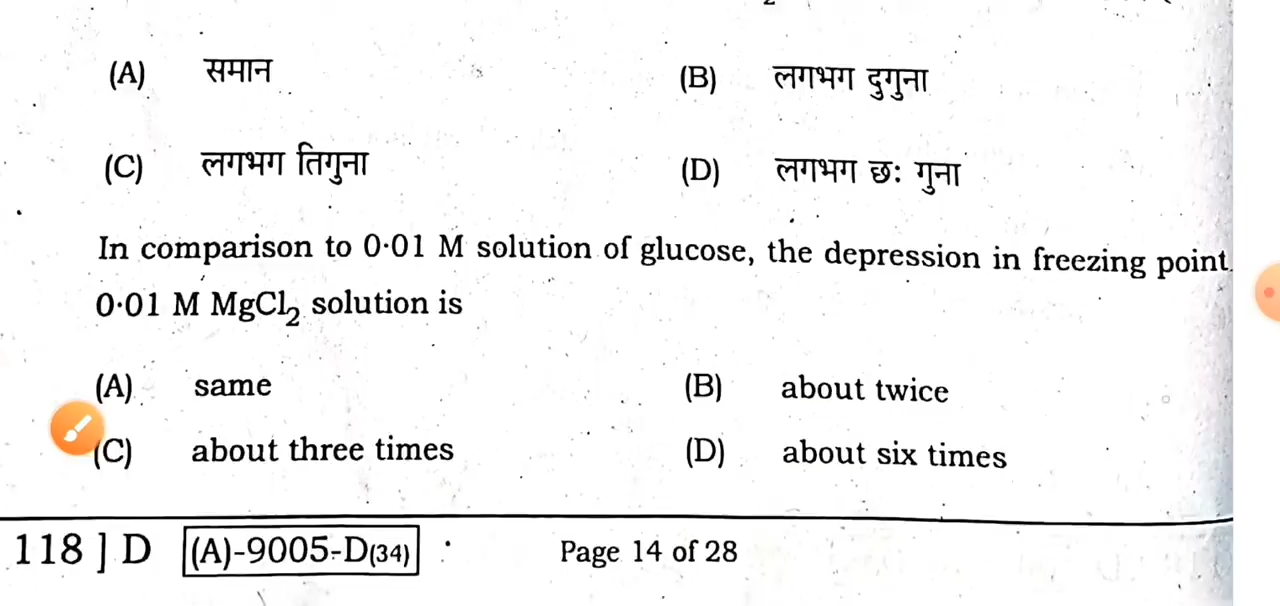 (A) समान (B) लगभग दुगुना
(C) लगभग तिगुना (D) लगभग छः गुना
In comparison to 0·01 M solution of glucose, the depression in freezing point
0·01 M MgCl₂ solution is
(A) same (B) about twice
(C) about three times (D) about six times
118 ] D (A)-9005-D(34) Page 14 of 28